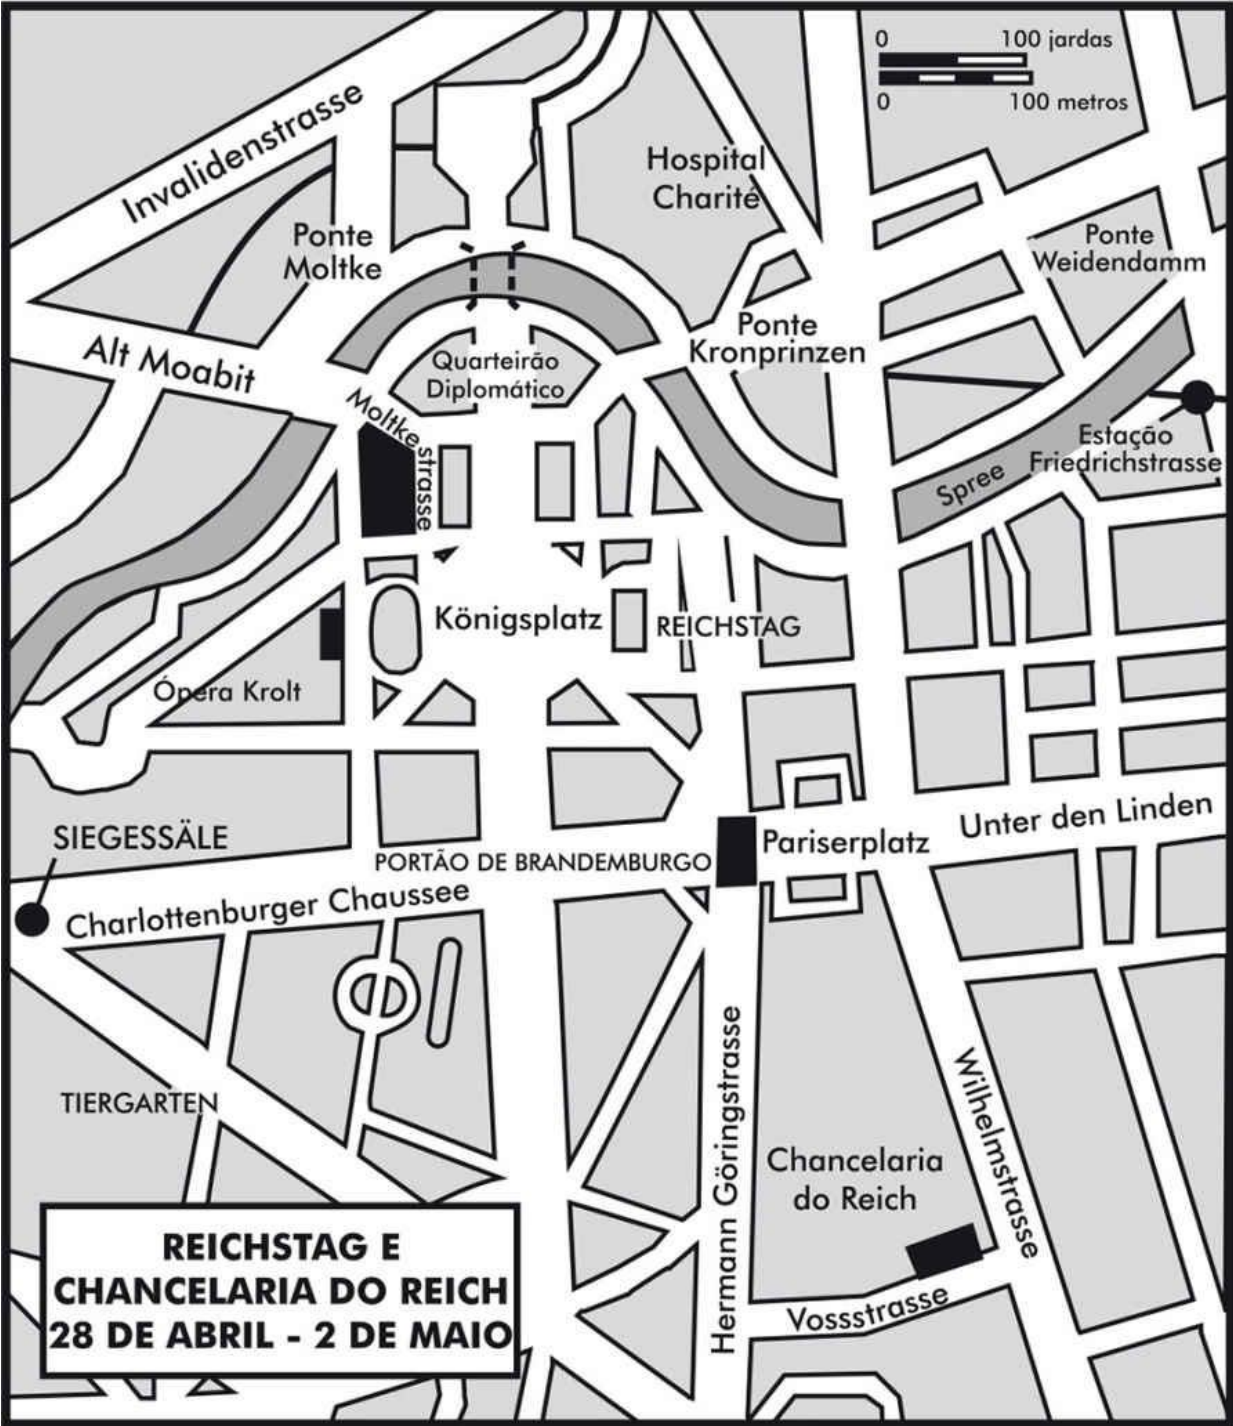 0 100 jardas
0 100 metros
Invalidenstrasse
Hospital
Charité
Ponte
Moltke
Ponte
Weidendamm
Ponte
Kronprinzen
Alt Moabit
Quarteirão
Diplomático
Moltke
strasse
Estação
Friedrichstrasse
Spree
Königsplatz
REICHSTAG
Ópera Krolt
SIEGESSÄLE
Unter den Linden
Pariserplatz
PORTÃO DE BRANDEMBURGO
Charlottenburger Chaussee
TIERGARTEN
Hermann Göringstrasse
Wilhelmstrasse
Chancelaria
do Reich
Vossstrasse
REICHSTAG E
CHANCELARIA DO REICH
28 DE ABRIL - 2 DE MAIO